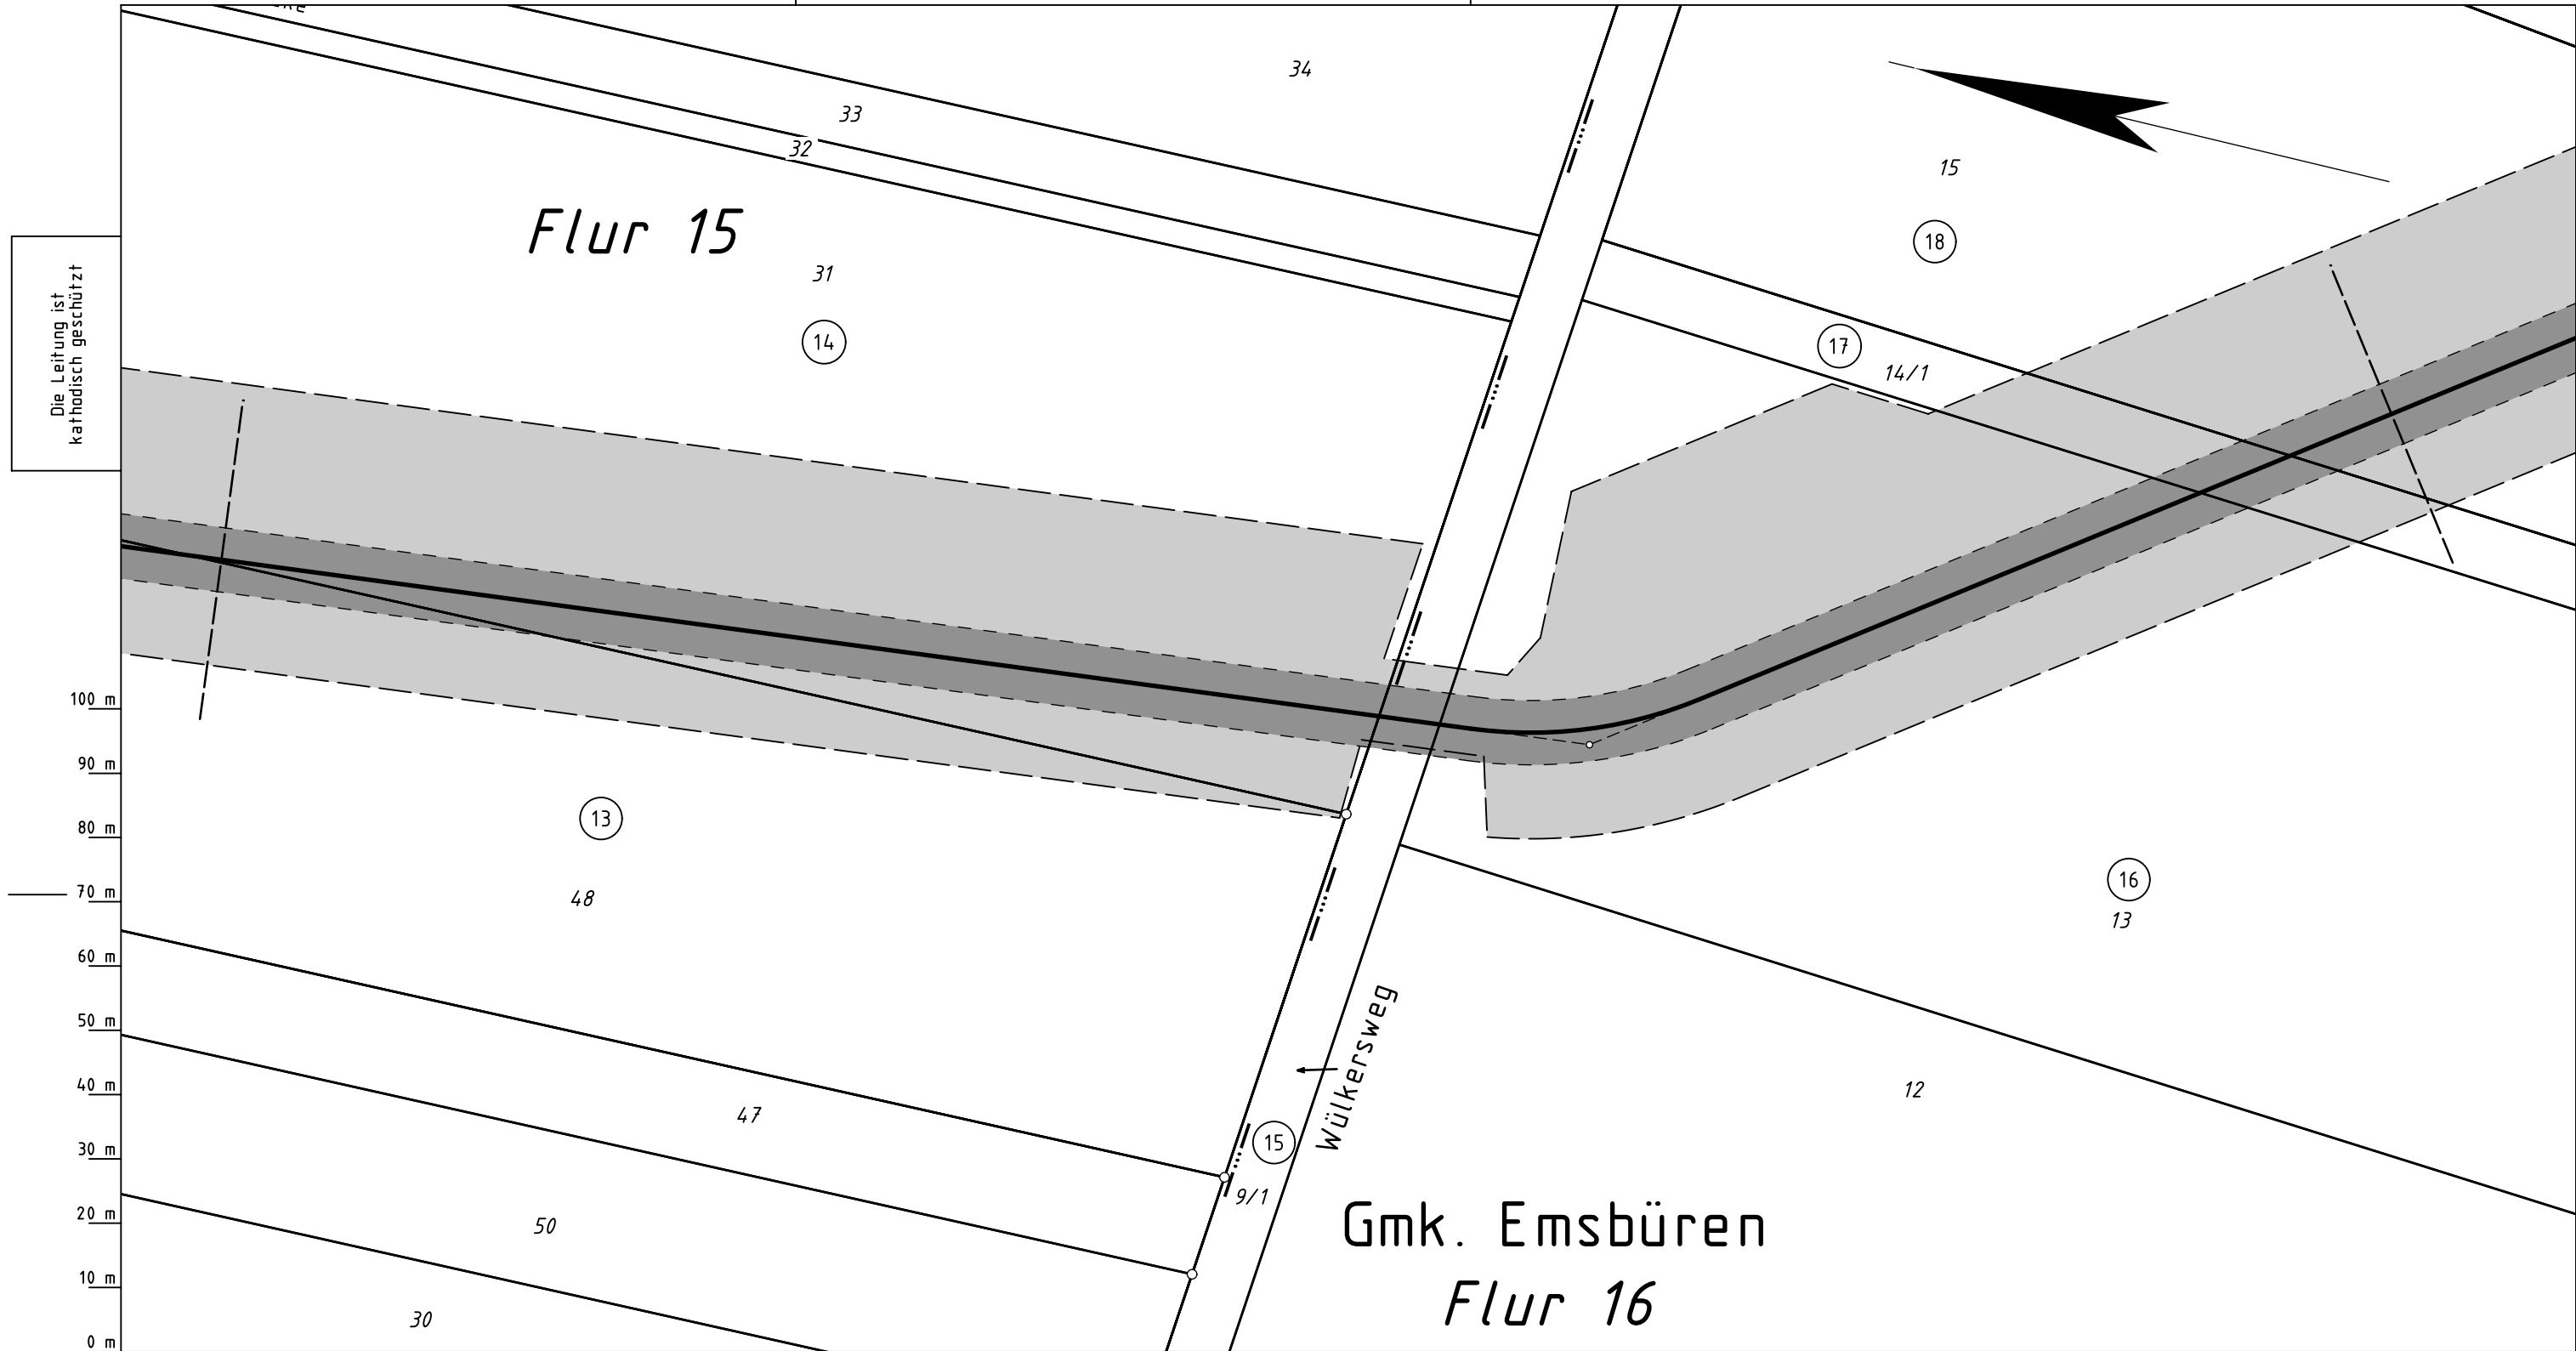 34
33
32
15
Flur 15
18
31
Die Leitung ist
kathodisch geschützt
14
17
14/1
100 m
90 m
80 m
70 m
60 m
50 m
40 m
30 m
20 m
10 m
0 m
13
48
16
13
12
47
Wülkersweg
15
9/1
50
Gmk. Emsbüren
Flur 16
30